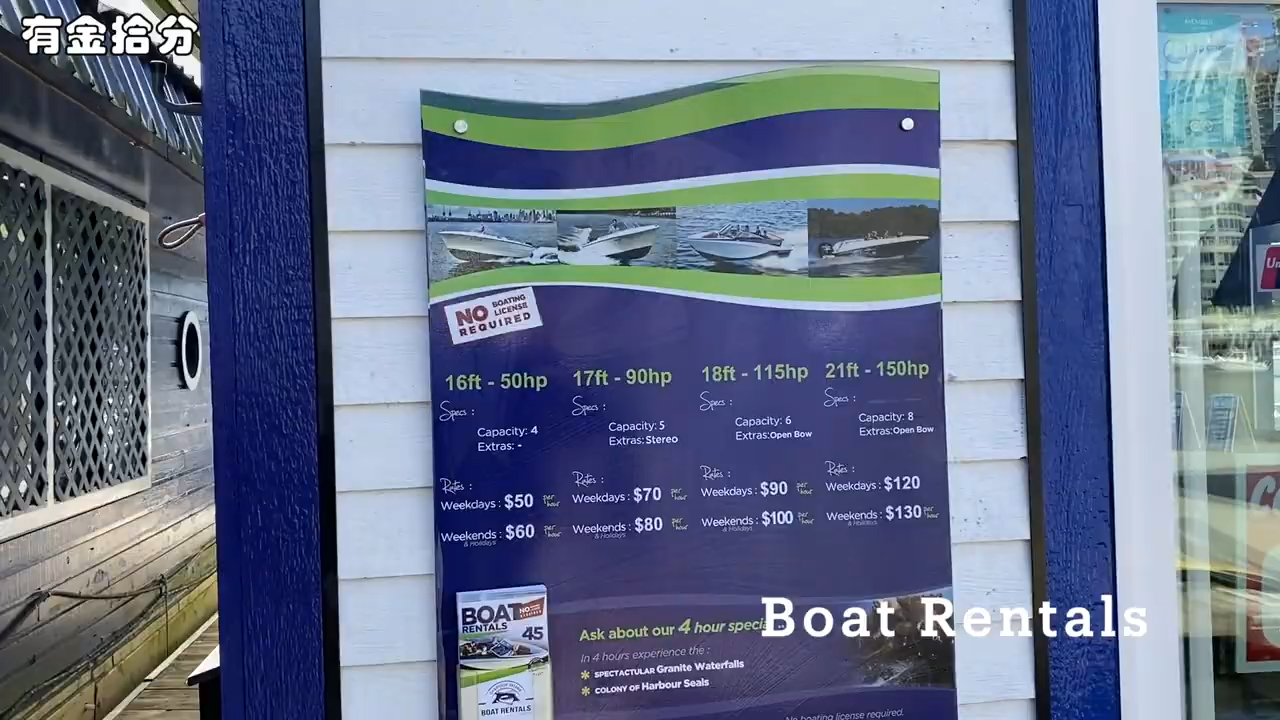 有金拾分
NO BOATING LICENSE REQUIRED
16ft - 50hp
Specs :
Capacity: 4
Extras: -
Rates :
Weekdays : $50 per hour
Weekends : $60 per hour
& Holidays
17ft - 90hp
Specs :
Capacity: 5
Extras: Stereo
Rates :
Weekdays : $70 per hour
Weekends : $80 per hour
& Holidays
18ft - 115hp
Specs :
Capacity: 6
Extras: Open Bow
Rates :
Weekdays : $90 per hour
Weekends : $100 per hour
& Holidays
21ft - 150hp
Specs :
Capacity: 8
Extras: Open Bow
Rates :
Weekdays : $120
Weekends : $130 per hour
& Holidays
BOAT
RENTALS
45
BOAT RENTALS
Ask about our 4 hour
In 4 hours experience the :
SPECTACULAR Granite Waterfalls
COLONY OF Harbour Seals
No boating license required.
Boat Rentals